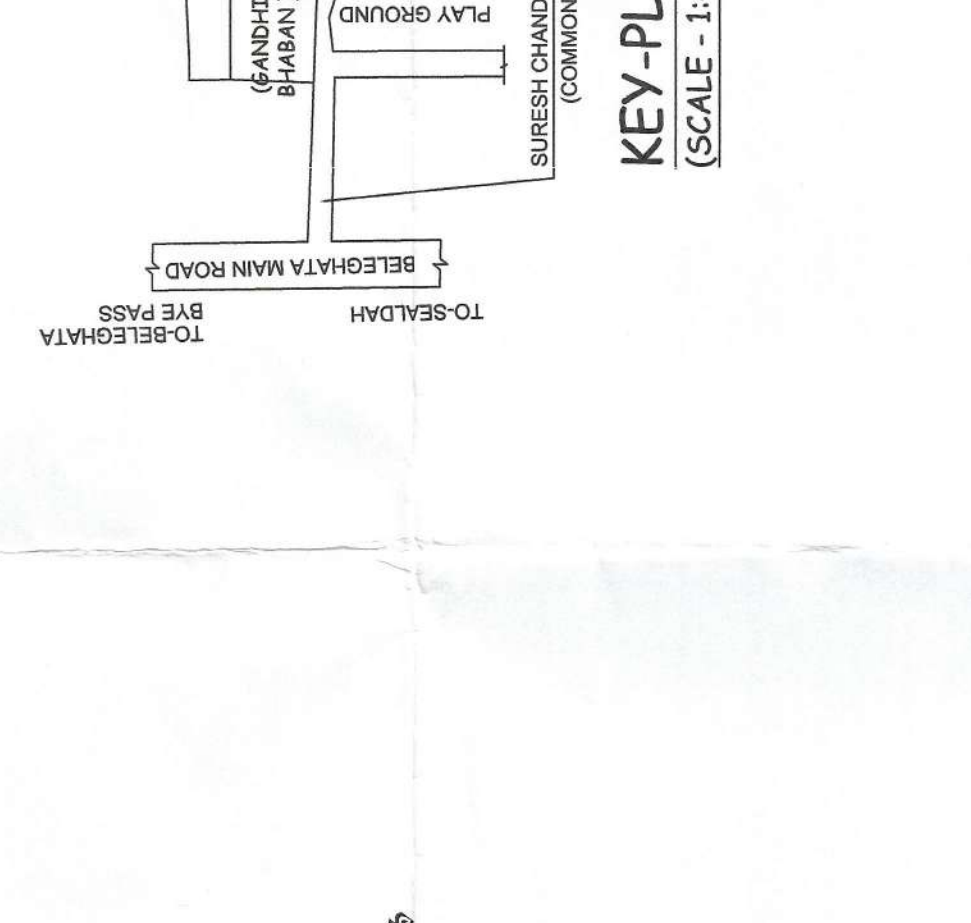 (GANDHI
BHABAN
PLAY GROUND
SURESH CHAND
(COMMON
KEY-PL
(SCALE - 1:
BELEGHATA MAIN ROAD
TO-BELEGHATA
BYE PASS
TO-SEALDAH